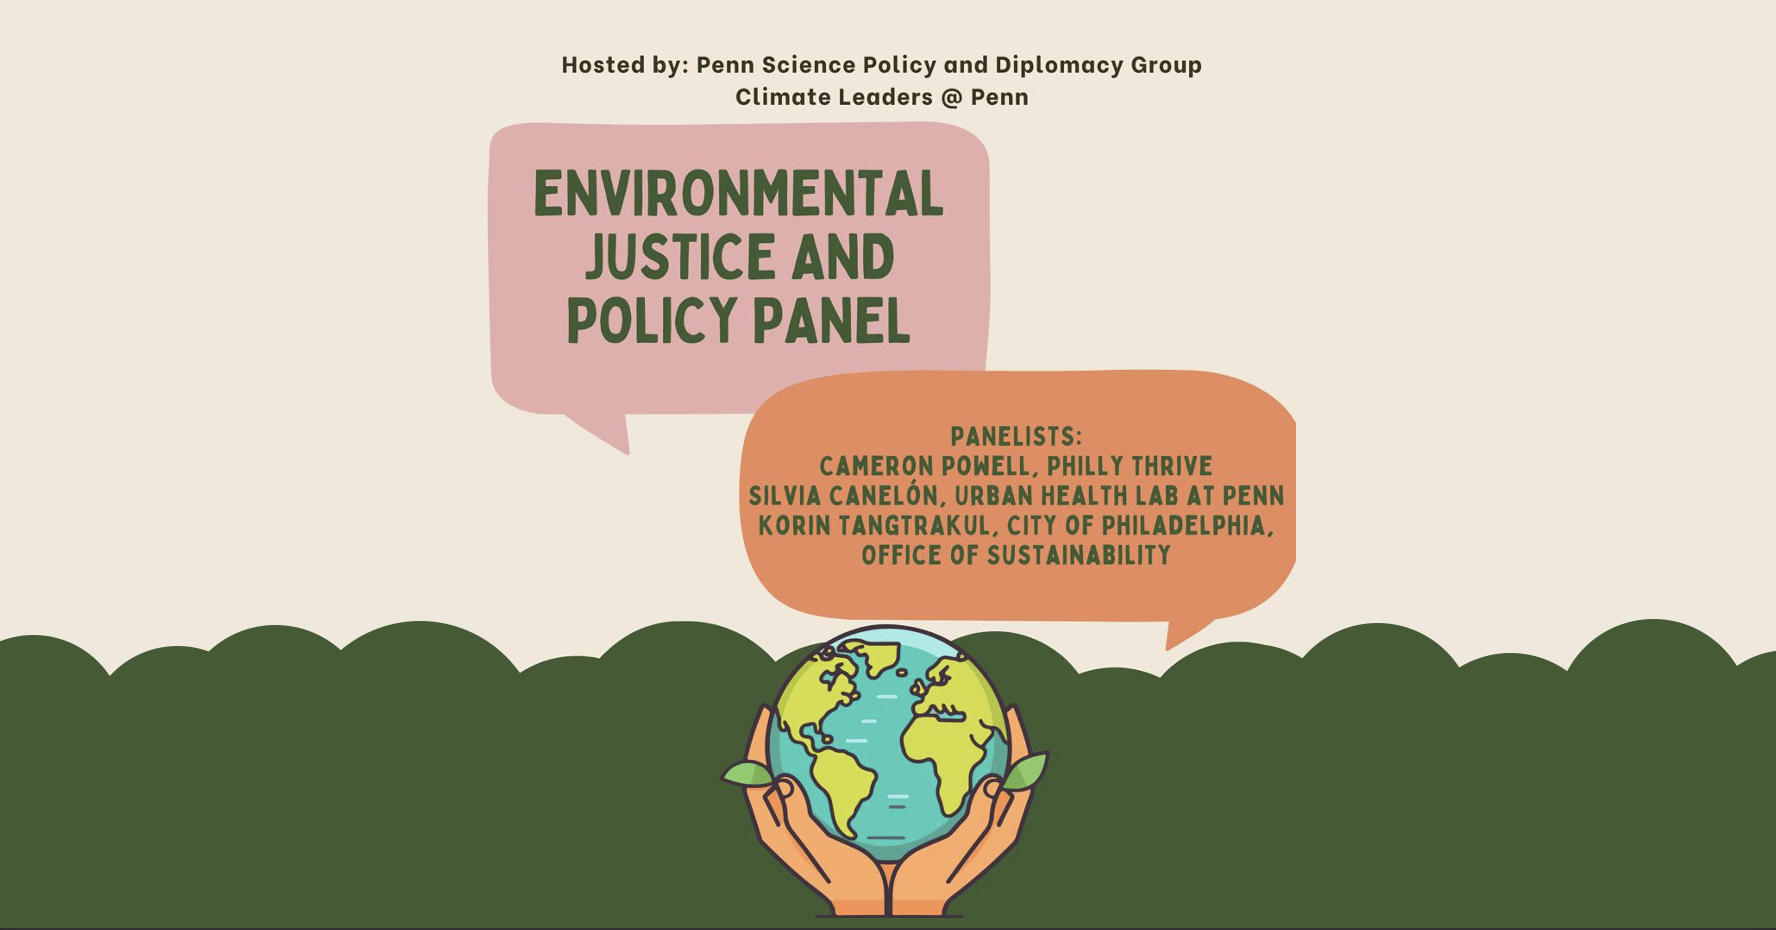 Hosted by: Penn Science Policy and Diplomacy Group
Climate Leaders @ Penn
ENVIRONMENTAL
JUSTICE AND
POLICY PANEL
PANELISTS:
CAMERON POWELL, PHILLY THRIVE
SILVIA CANELÓN, URBAN HEALTH LAB AT PENN
KORIN TANGTRAKUL, CITY OF PHILADELPHIA,
OFFICE OF SUSTAINABILITY